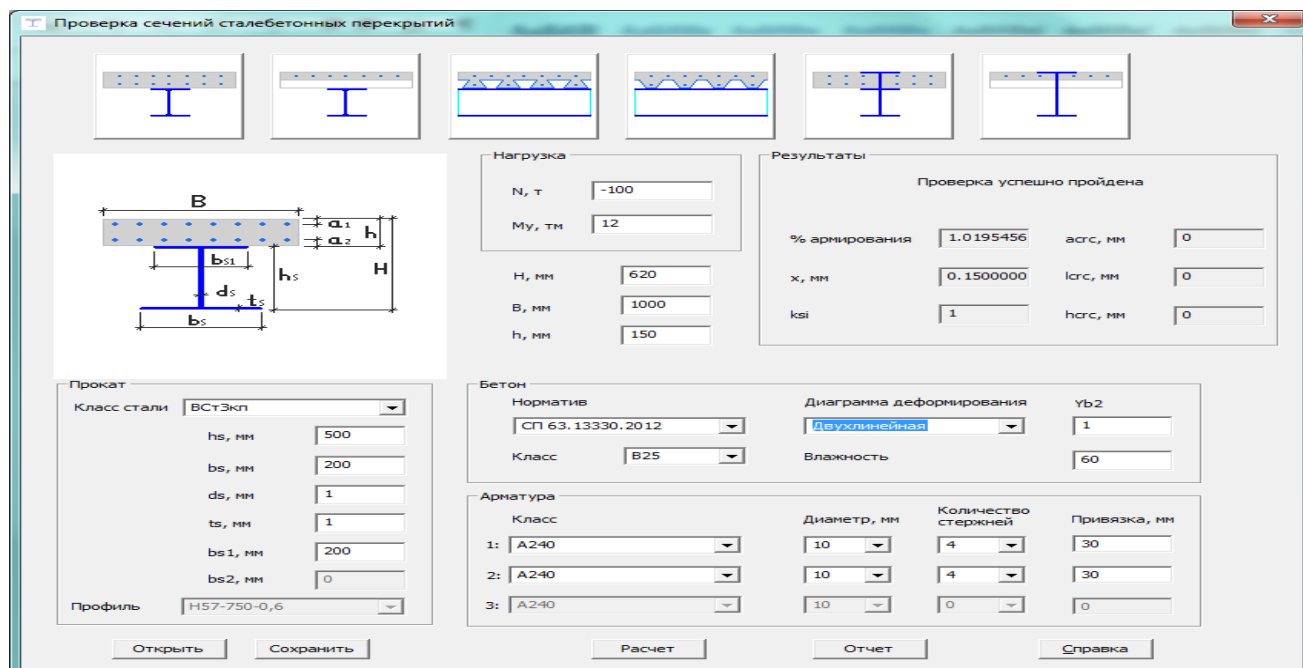 Проверка сечений сталебетонных перекрытий
Нагрузка
N, т -100
My, тм 12
H, мм 620
B, мм 1000
h, мм 150
Результаты
Проверка успешно пройдена
% армирования 1.0195456 acrc, мм 0
x, мм 0.1500000 lcrc, мм 0
ksi 1 hcrc, мм 0
B
a1
a2
h
H
bs1
hs
ds
ts
bs
Прокат
Класс стали ВСт3кп
hs, мм 500
bs, мм 200
ds, мм 1
ts, мм 1
bs1, мм 200
bs2, мм 0
Профиль Н57-750-0,6
Бетон
Норматив Диаграмма деформирования Yb2
СП 63.13330.2012 Двухлинейная 1
Класс B25 Влажность 60
Арматура
Класс Диаметр, мм Количество стержней Привязка, мм
1: А240 10 4 30
2: А240 10 4 30
3: А240 10 0 0
Открыть Сохранить Расчет Отчет Справка